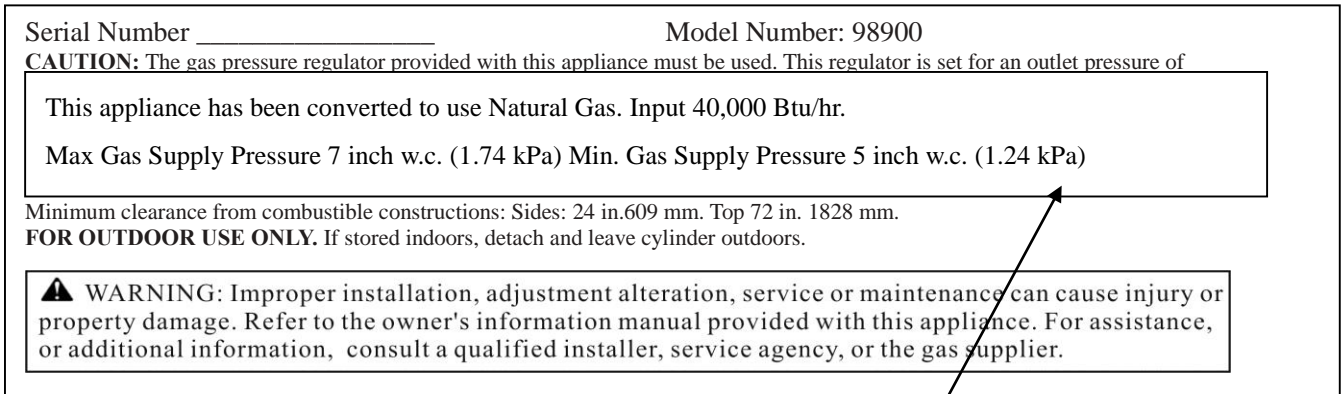 Serial Number _________________ Model Number: 98900
CAUTION: The gas pressure regulator provided with this appliance must be used. This regulator is set for an outlet pressure of
This appliance has been converted to use Natural Gas. Input 40,000 Btu/hr.
Max Gas Supply Pressure 7 inch w.c. (1.74 kPa) Min. Gas Supply Pressure 5 inch w.c. (1.24 kPa)
Minimum clearance from combustible constructions: Sides: 24 in.609 mm. Top 72 in. 1828 mm.
FOR OUTDOOR USE ONLY. If stored indoors, detach and leave cylinder outdoors.
⚠ WARNING: Improper installation, adjustment alteration, service or maintenance can cause injury or
property damage. Refer to the owner's information manual provided with this appliance. For assistance,
or additional information, consult a qualified installer, service agency, or the gas supplier.